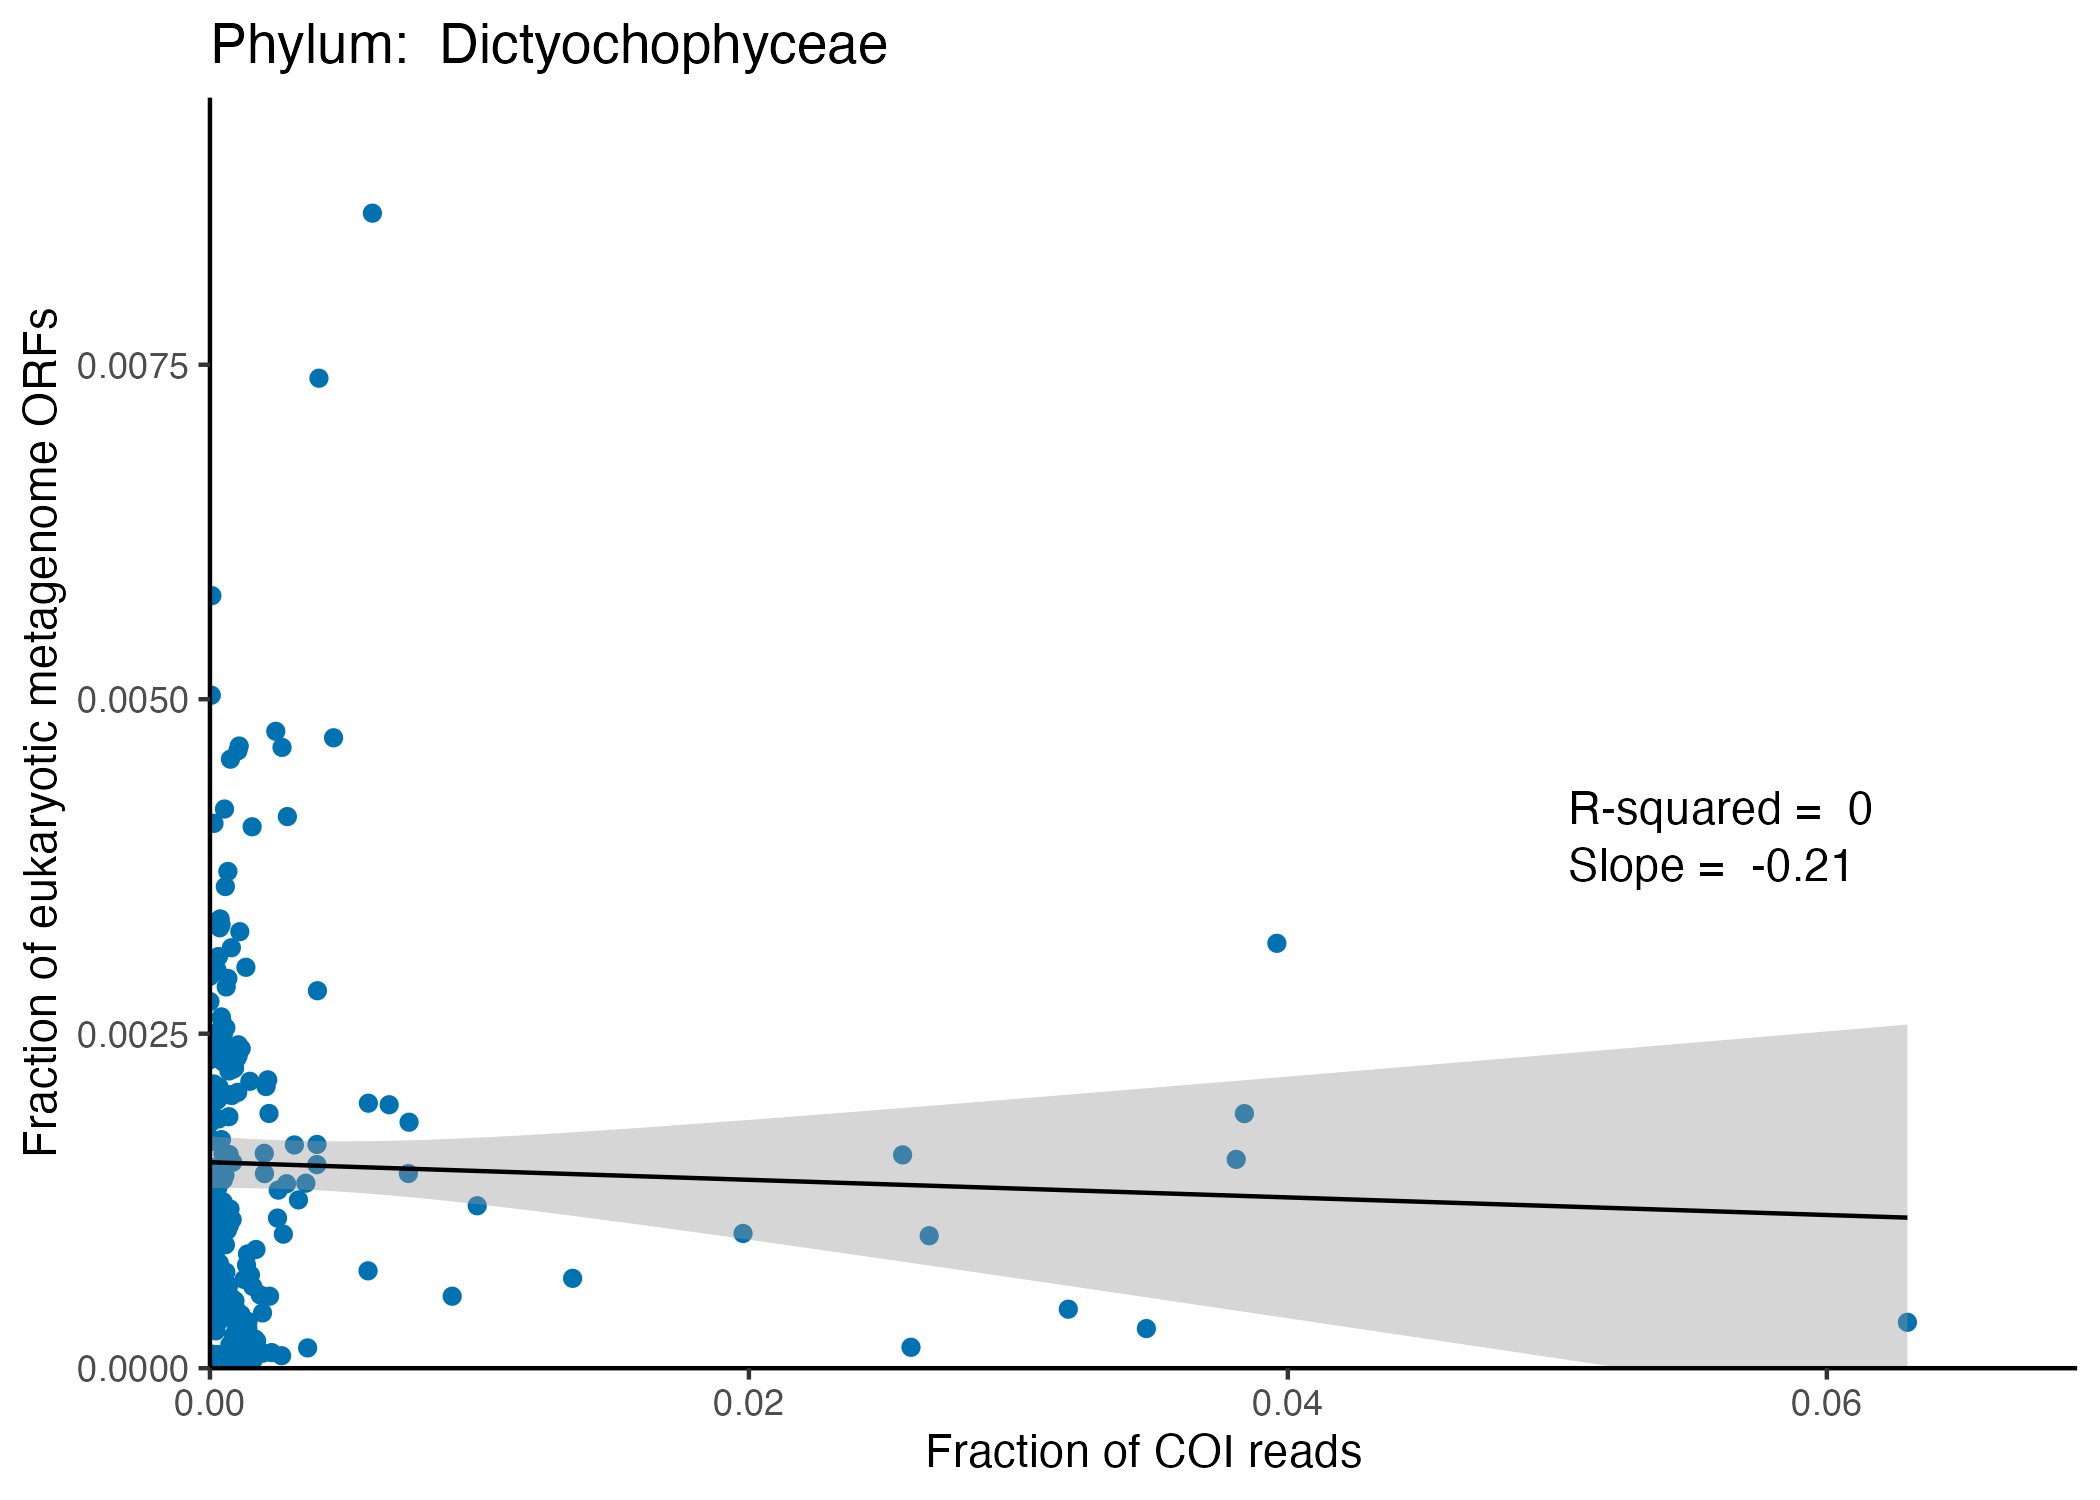 Phylum:  Dictyochophyceae
Fraction of eukaryotic metagenome ORFs
0.0075
0.0050
0.0025
0.0000
R-squared =  0
Slope =  -0.21
0.00
0.02
0.04
0.06
Fraction of COI reads